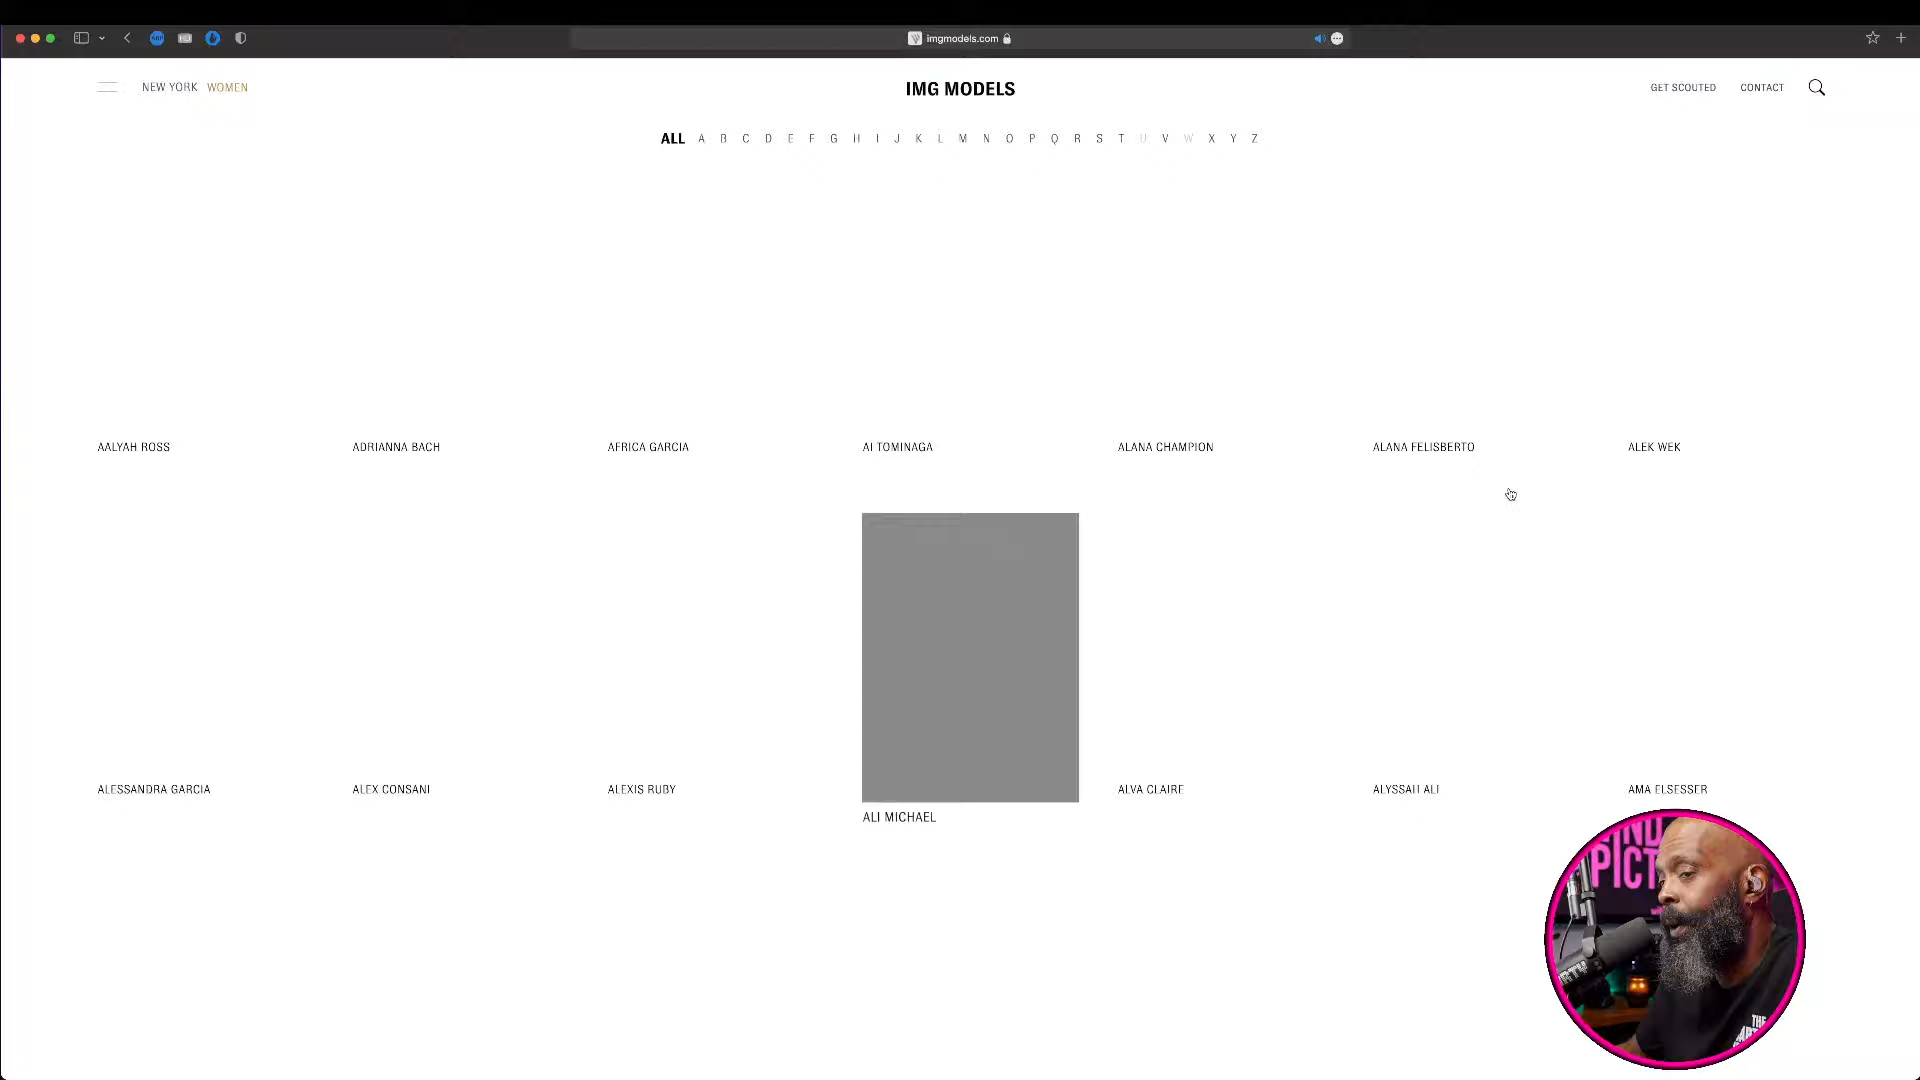 imgmodels.com
NEW YORK WOMEN
IMG MODELS
GET SCOUTED CONTACT
ALL A B C D E F G H I J K L M N O P Q R S T U V W X Y Z
AALYAH ROSS
ADRIANNA BACH
AFRICA GARCIA
AI TOMINAGA
ALANA CHAMPION
ALANA FELISBERTO
ALEK WEK
ALESSANDRA GARCIA
ALEX CONSANI
ALEXIS RUBY
ALI MICHAEL
ALVA CLAIRE
ALYSSAH ALI
AMA ELSESSER
PICT
THE